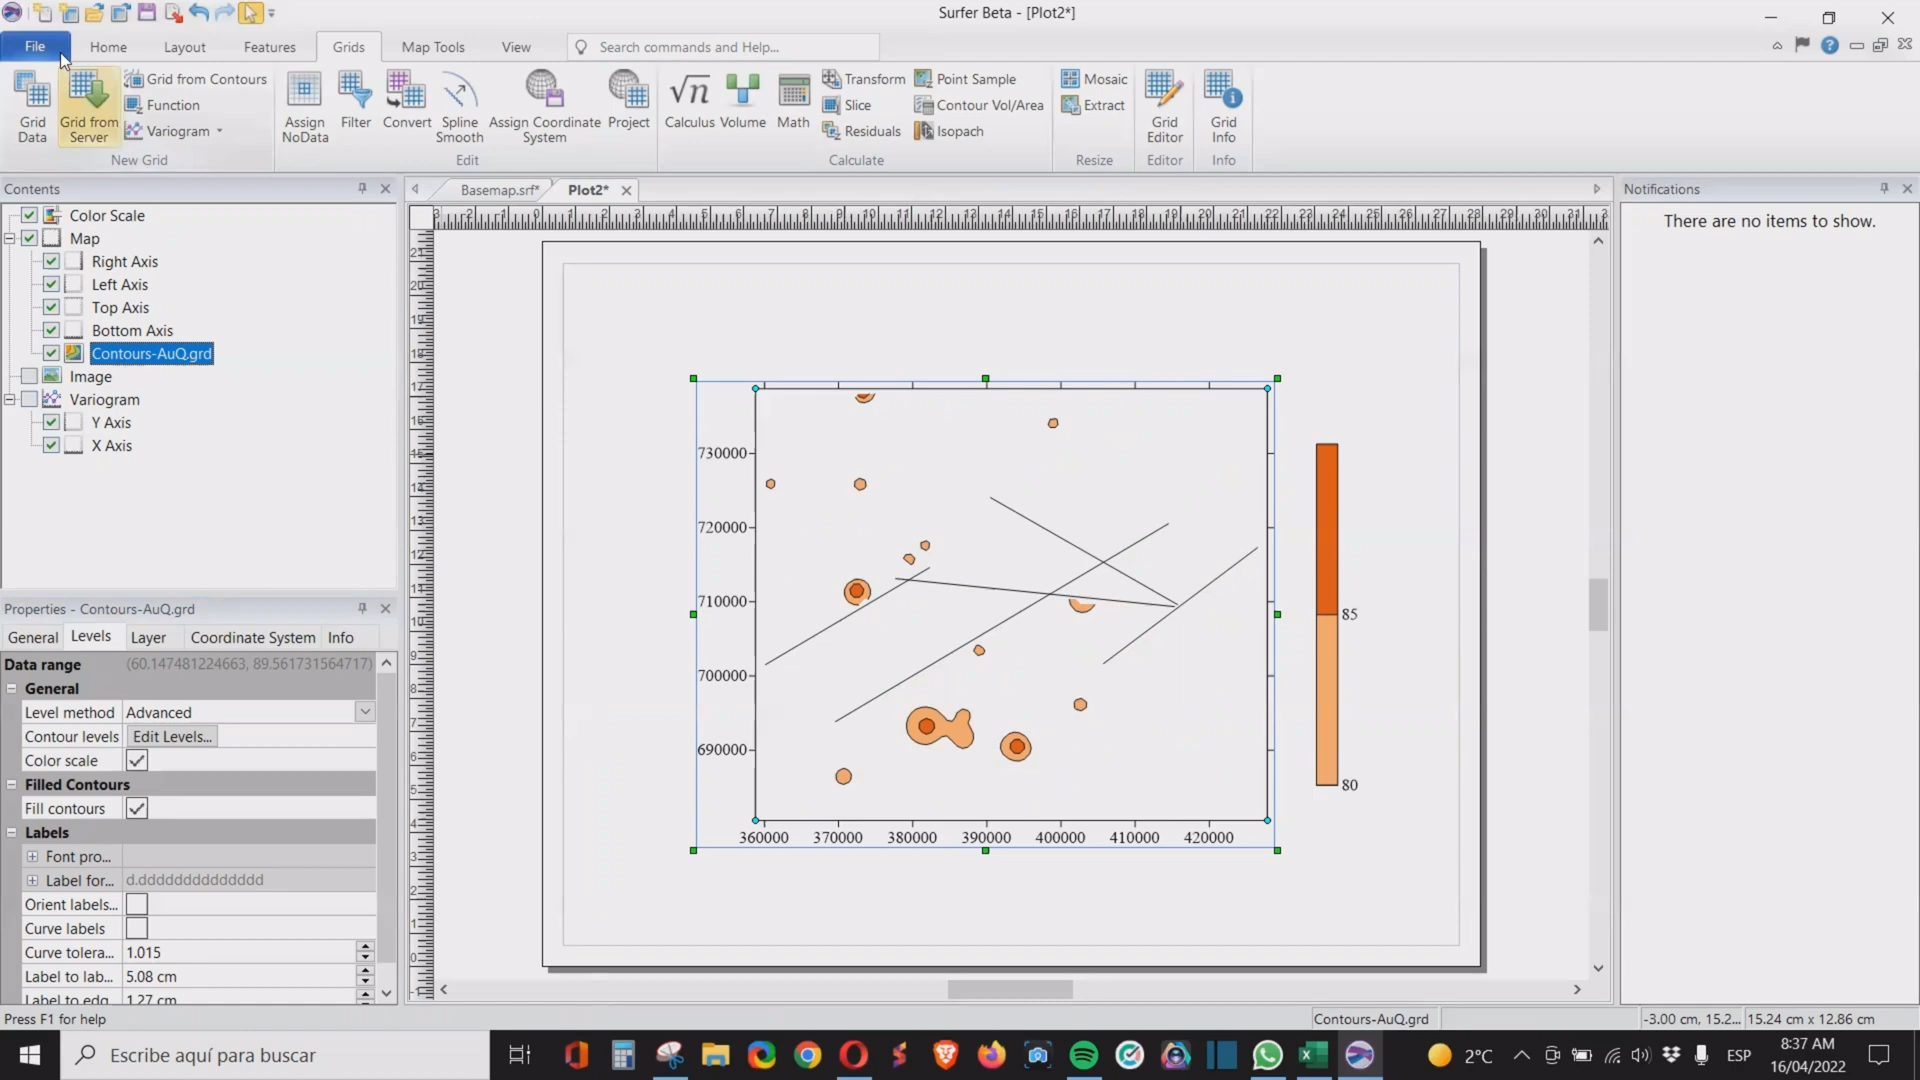 Surfer Beta - [Plot2*]
File Home Layout Features Grids Map Tools View Search commands and Help...
Grid Data
Grid from Server
Grid from Contours
Function
Variogram
New Grid
Assign NoData
Filter
Convert
Spline Smooth
Assign Coordinate System
Project
Edit
Calculus
Volume
Math
Transform
Slice
Residuals
Point Sample
Contour Vol/Area
Isopach
Calculate
Mosaic
Extract
Resize
Grid Editor
Editor
Grid Info
Info
Contents
Color Scale
Map
Right Axis
Left Axis
Top Axis
Bottom Axis
Contours-AuQ.grd
Image
Variogram
Y Axis
X Axis
Basemap.srf*
Plot2*
Notifications
There are no items to show.
730000
720000
710000
700000
690000
360000 370000 380000 390000 400000 410000 420000
85
80
Properties - Contours-AuQ.grd
General Levels Layer Coordinate System Info
Data range (60.147481224663, 89.561731564717)
General
Level method Advanced
Contour levels Edit Levels...
Color scale
Filled Contours
Fill contours
Labels
Font pro...
Label for... d.dddddddddddddd
Orient labels...
Curve labels
Curve tolera... 1.015
Label to lab... 5.08 cm
Label to edg 1.27 cm
Press F1 for help
Contours-AuQ.grd
-3.00 cm, 15.2...
15.24 cm x 12.86 cm
Escribe aquí para buscar
2°C
ESP
8:37 AM
16/04/2022